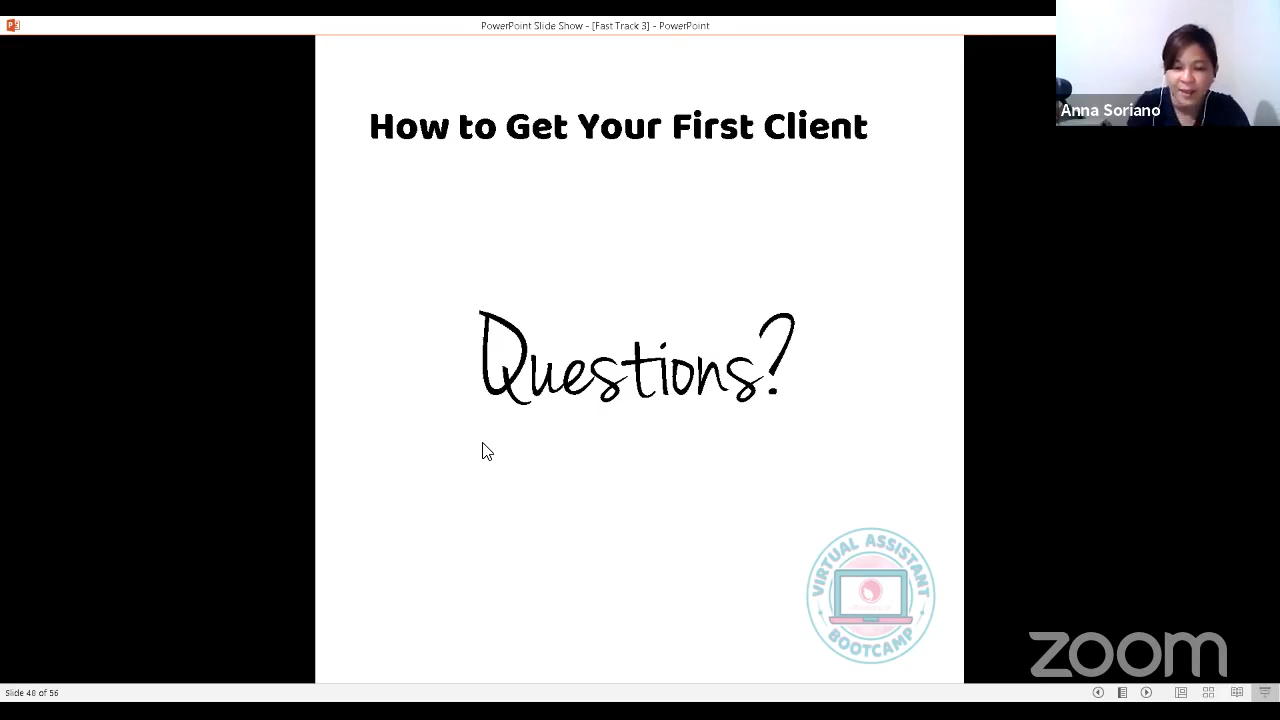 PowerPoint Slide Show - [Fast Track 3] - PowerPoint
Anna Soriano
How to Get Your First Client
Questions?
VIRTUAL ASSISTANT
BOOTCAMP
zoom
Slide 48 of 56